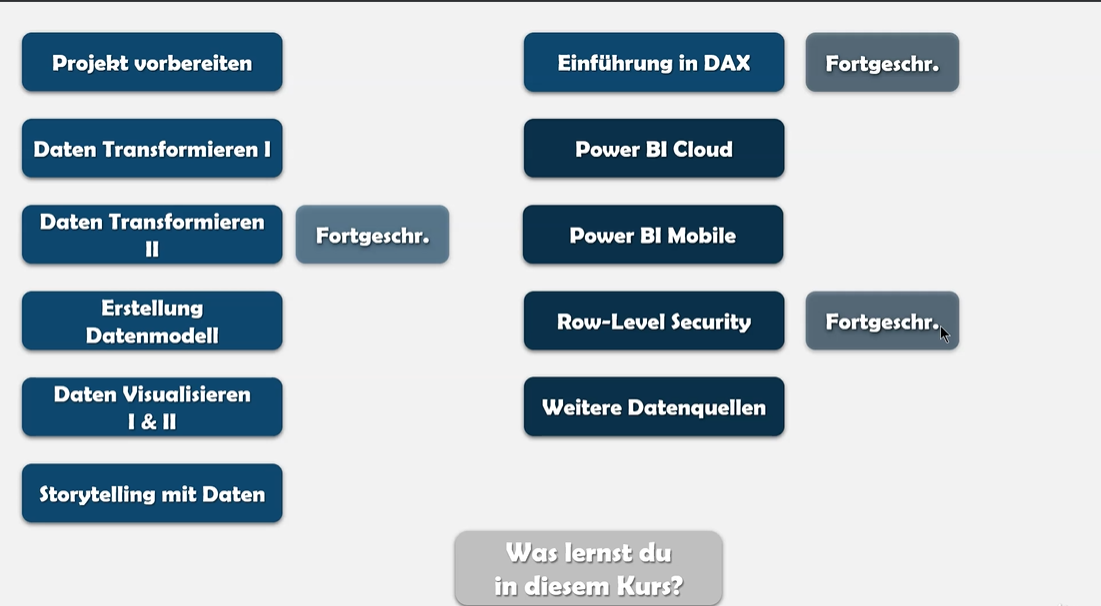 Projekt vorbereiten
Daten Transformieren I
Daten Transformieren
II
Fortgeschr.
Erstellung
Datenmodell
Daten Visualisieren
I & II
Storytelling mit Daten
Einführung in DAX
Fortgeschr.
Power BI Cloud
Power BI Mobile
Row-Level Security
Fortgeschr.
Weitere Datenquellen
Was lernst du
in diesem Kurs?